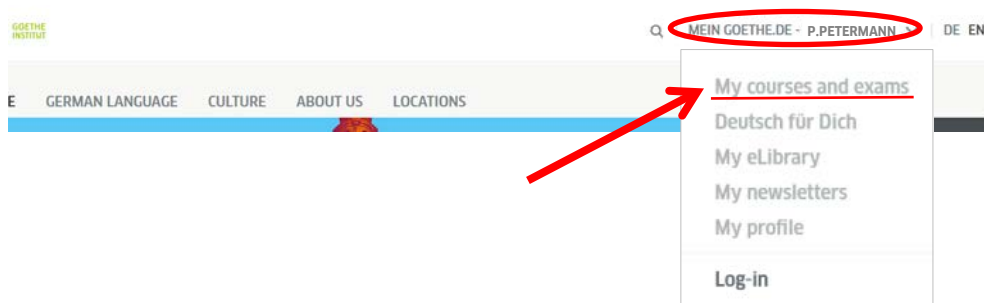 GOETHE
INSTITUT
MEIN GOETHE.DE - P.PETERMANN
DE EN
E GERMAN LANGUAGE CULTURE ABOUT US LOCATIONS
My courses and exams
Deutsch für Dich
My eLibrary
My newsletters
My profile
Log-in